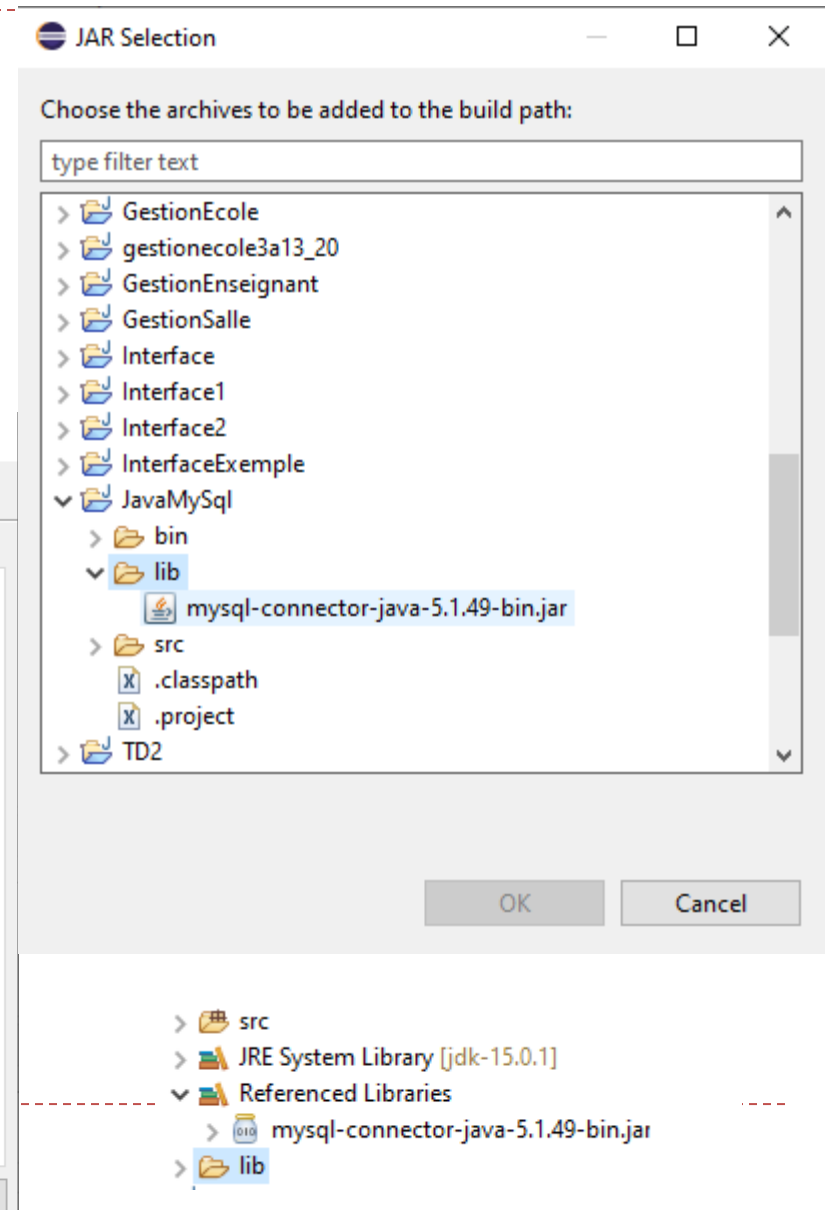 JAR Selection
Choose the archives to be added to the build path:
type filter text
GestionEcole
gestionecole3a13_20
GestionEnseignant
GestionSalle
Interface
Interface1
Interface2
InterfaceExemple
JavaMySql
bin
lib
mysql-connector-java-5.1.49-bin.jar
src
.classpath
.project
TD2
OK
Cancel
src
JRE System Library [jdk-15.0.1]
Referenced Libraries
mysql-connector-java-5.1.49-bin.jar
lib